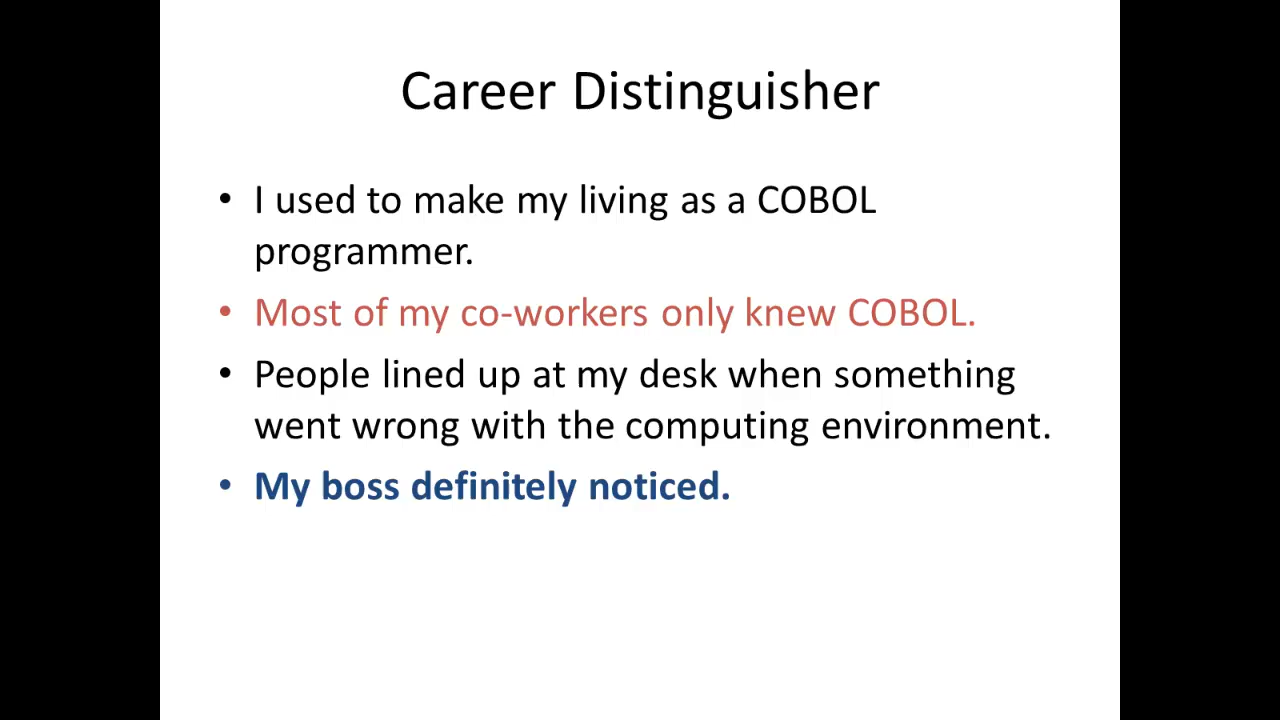 Career Distinguisher
• I used to make my living as a COBOL
programmer.
• Most of my co-workers only knew COBOL.
• People lined up at my desk when something
went wrong with the computing environment.
• My boss definitely noticed.